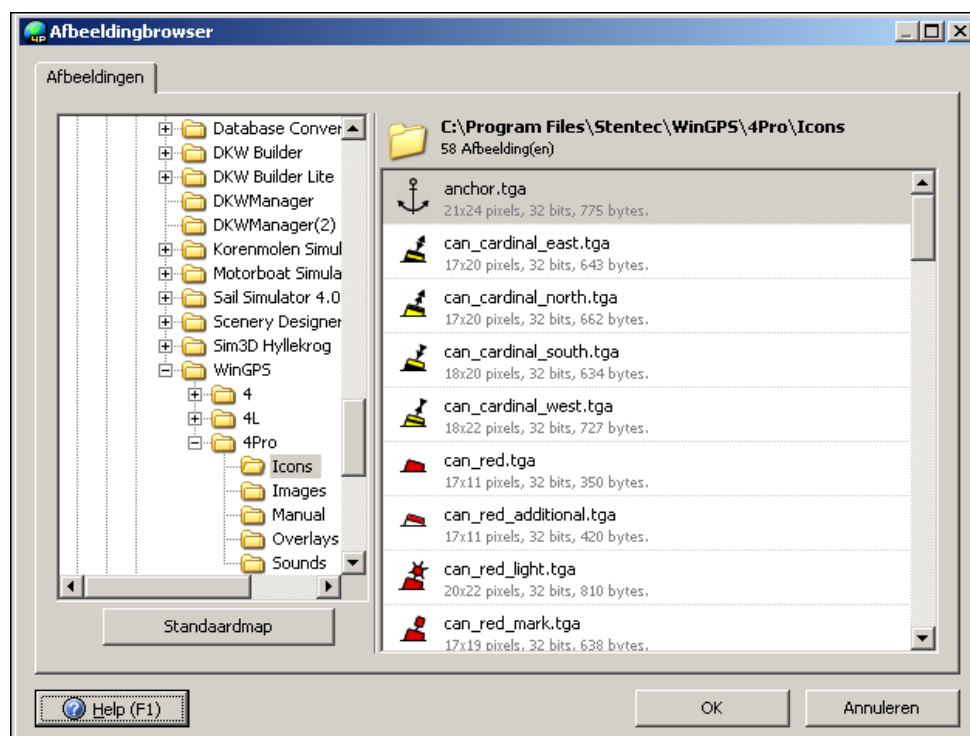 Afbeeldingbrowser
Afbeeldingen
Database Conver
DKW Builder
DKW Builder Lite
DKWManager
DKWManager(2)
Korenmolen Simul
Motorboat Simula
Sail Simulator 4.0
Scenery Designer
Sim3D Hyllekrog
WinGPS
4
4L
4Pro
Icons
Images
Manual
Overlays
Sounds
Standaardmap
C:\Program Files\Stentec\WinGPS\4Pro\Icons
58 Afbeelding(en)
anchor.tga
21x24 pixels, 32 bits, 775 bytes.
can_cardinal_east.tga
17x20 pixels, 32 bits, 643 bytes.
can_cardinal_north.tga
17x20 pixels, 32 bits, 662 bytes.
can_cardinal_south.tga
18x20 pixels, 32 bits, 634 bytes.
can_cardinal_west.tga
18x22 pixels, 32 bits, 727 bytes.
can_red.tga
17x11 pixels, 32 bits, 350 bytes.
can_red_additional.tga
17x11 pixels, 32 bits, 420 bytes.
can_red_light.tga
20x22 pixels, 32 bits, 810 bytes.
can_red_mark.tga
17x19 pixels, 32 bits, 638 bytes.
Help (F1)
OK
Annuleren